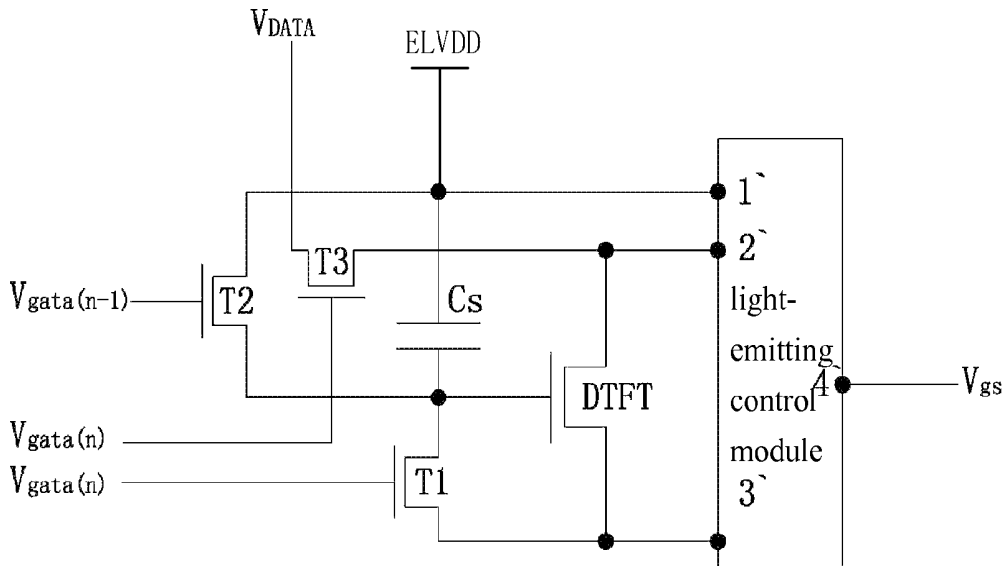 VDATA
ELVDD
1`
2`
T3
Vgata(n-1)
T2
Cs
light-
emitting
control
module
4`
Vgs
DTFT
Vgata(n)
Vgata(n)
T1
3`